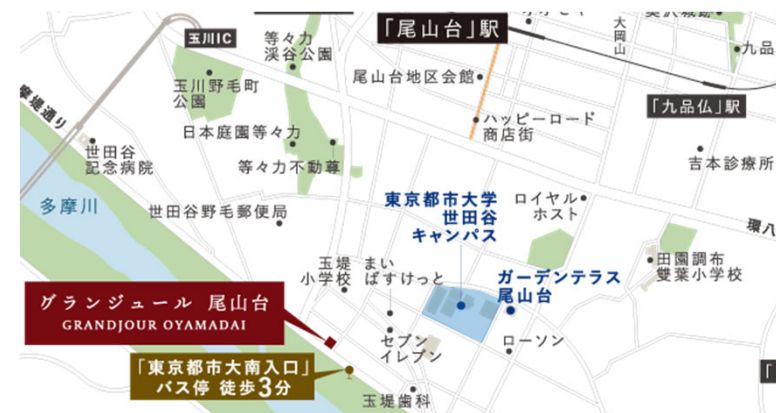 「尾山台」駅
大岡山
玉川IC
等々力
渓谷公園
九品
尾山台地区会館
玉川野毛町
公園
「九品仏」駅
摩堤通り
ハッピーロード
商店街
日本庭園等々力
世田谷
記念病院
等々力不動尊
吉本診療所
東京都市大学
世田谷
キャンパス
ロイヤル
ホスト
多摩川
世田谷野毛郵便局
環八
玉堤
小学校
まい
ばすけっと
田園調布
雙葉小学校
ガーデンテラス
尾山台
グランジュール 尾山台
GRANDJOUR OYAMADAI
セブン
イレブン
ローソン
「東京都市大南入口」
バス停 徒歩3分
玉堤歯科